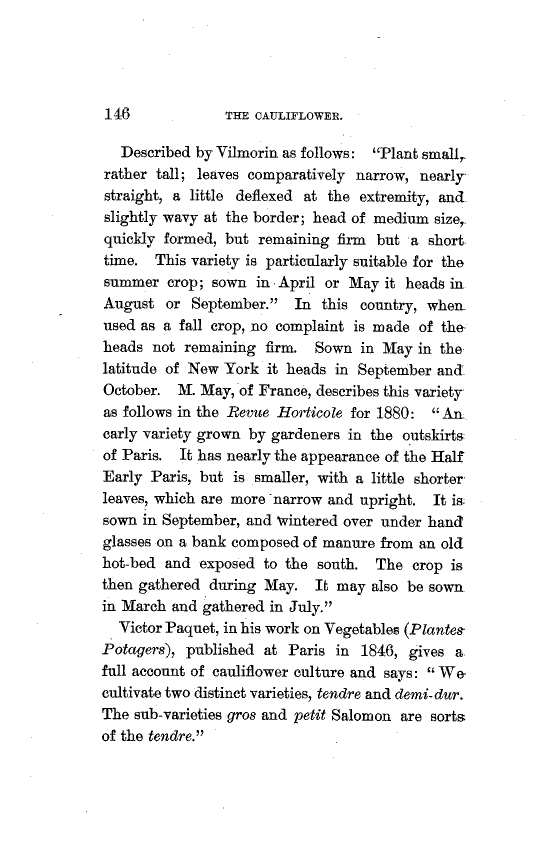 146 THE CAULIFLOWER.
Described by Vilmorin as follows: "Plant small,
rather tall; leaves comparatively narrow, nearly
straight, a little deflexed at the extremity, and
slightly wavy at the border; head of medium size,
quickly formed, but remaining firm but a short
time. This variety is particularly suitable for the
summer crop; sown in April or May it heads in
August or September." In this country, when
used as a fall crop, no complaint is made of the
heads not remaining firm. Sown in May in the
latitude of New York it heads in September and
October. M. May, of France, describes this variety
as follows in the Revue Horticole for 1880: "An
early variety grown by gardeners in the outskirts
of Paris. It has nearly the appearance of the Half
Early Paris, but is smaller, with a little shorter
leaves, which are more narrow and upright. It is
sown in September, and wintered over under hand
glasses on a bank composed of manure from an old
hot-bed and exposed to the south. The crop is
then gathered during May. It may also be sown
in March and gathered in July."
Victor Paquet, in his work on Vegetables (Plantes
Potagers), published at Paris in 1846, gives a
full account of cauliflower culture and says: "We
cultivate two distinct varieties, tendre and demi-dur.
The sub-varieties gros and petit Salomon are sorts
of the tendre."